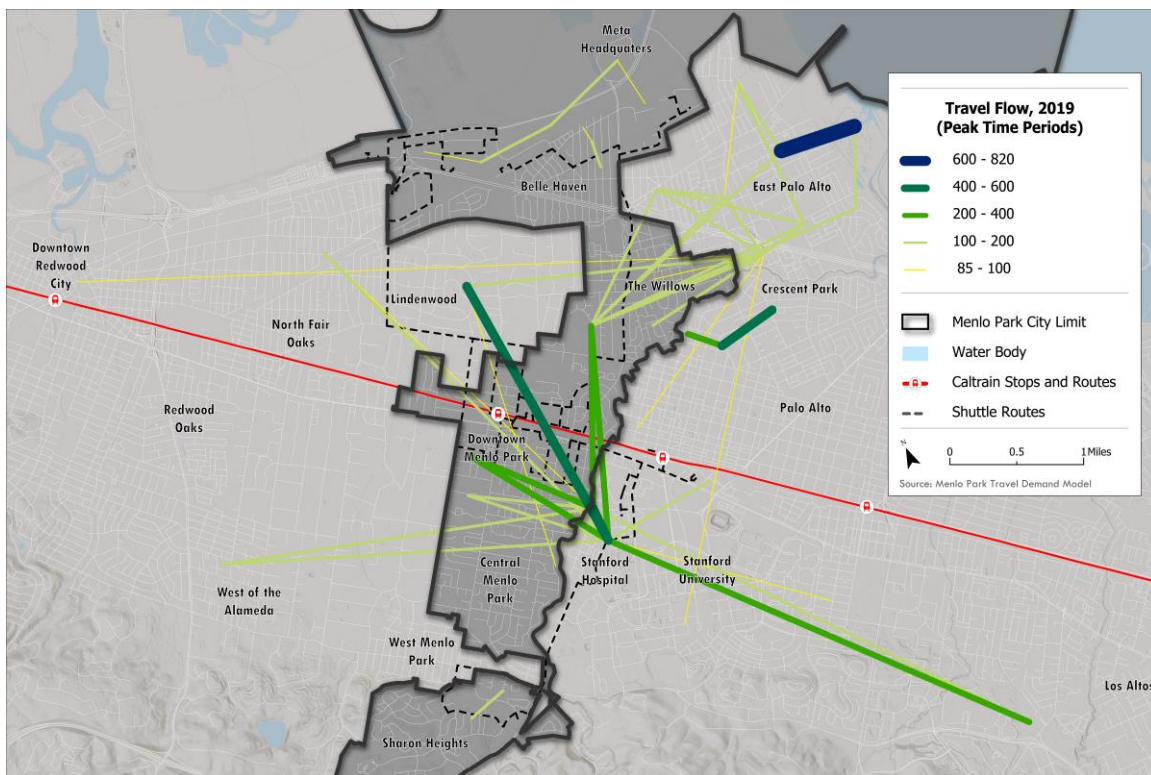 Meta
Headquaters
Belle Haven
East Palo Alto
Downtown
Redwood
City
Lindenwood
The Willows
Crescent Park
North Fair
Oaks
Redwood
Oaks
Palo Alto
Downtown
Menlo Park
Central
Menlo
Park
Stanford
Hospital
Stanford
University
West of the
Alameda
West Menlo
Park
Los Altos
Sharon Heights
Travel Flow, 2019
(Peak Time Periods)
600 - 820
400 - 600
200 - 400
100 - 200
85 - 100
Menlo Park City Limit
Water Body
Caltrain Stops and Routes
Shuttle Routes
N
0 0.5 1 Miles
Source: Menlo Park Travel Demand Model